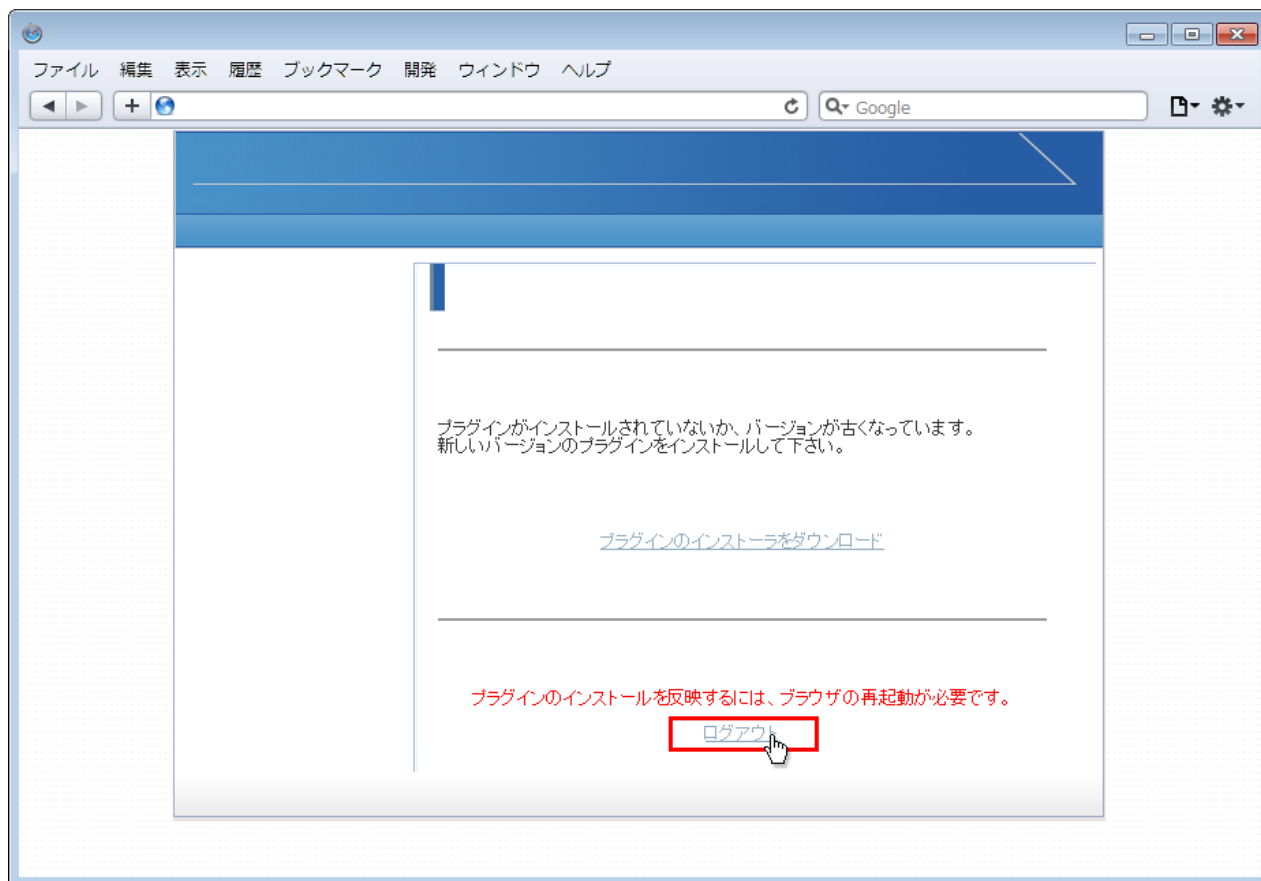 ファイル 編集 表示 履歴 ブックマーク 開発 ウィンドウ ヘルプ
Google
プラグインがインストールされていないか、バージョンが古くなっています。
新しいバージョンのプラグインをインストールして下さい。
プラグインのインストーラをダウンロード
プラグインのインストールを反映するには、ブラウザの再起動が必要です。
ログアウト